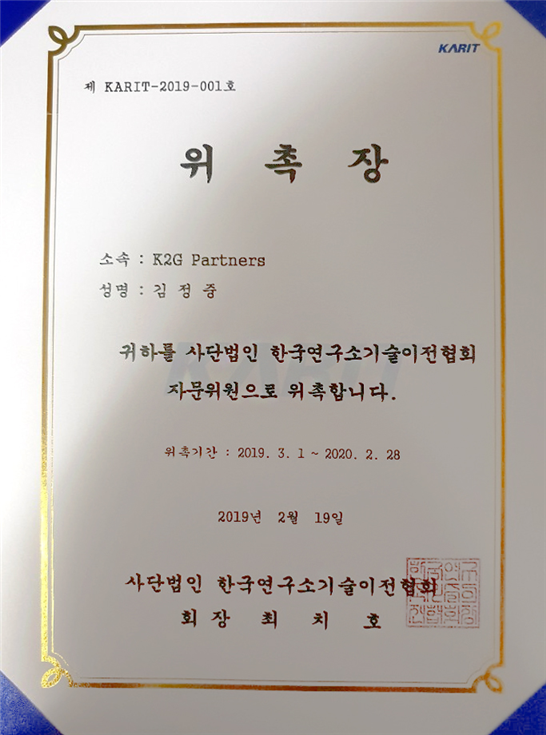 KARIT
제 KARIT-2019-001호
위 촉 장
소속 : K2G Partners
성명 : 김 정 중
귀하를 사단법인 한국연구소기술이전협회
자문위원으로 위촉합니다.
위촉기간 : 2019. 3. 1 ~ 2020. 2. 28
2019년 2월 19일
사단법인 한국연구소기술이전협회
회 장 최 치 호